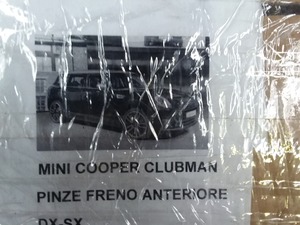 MINI COOPER CLUBMAN
PINZE FRENO ANTERIORE
DX-SX